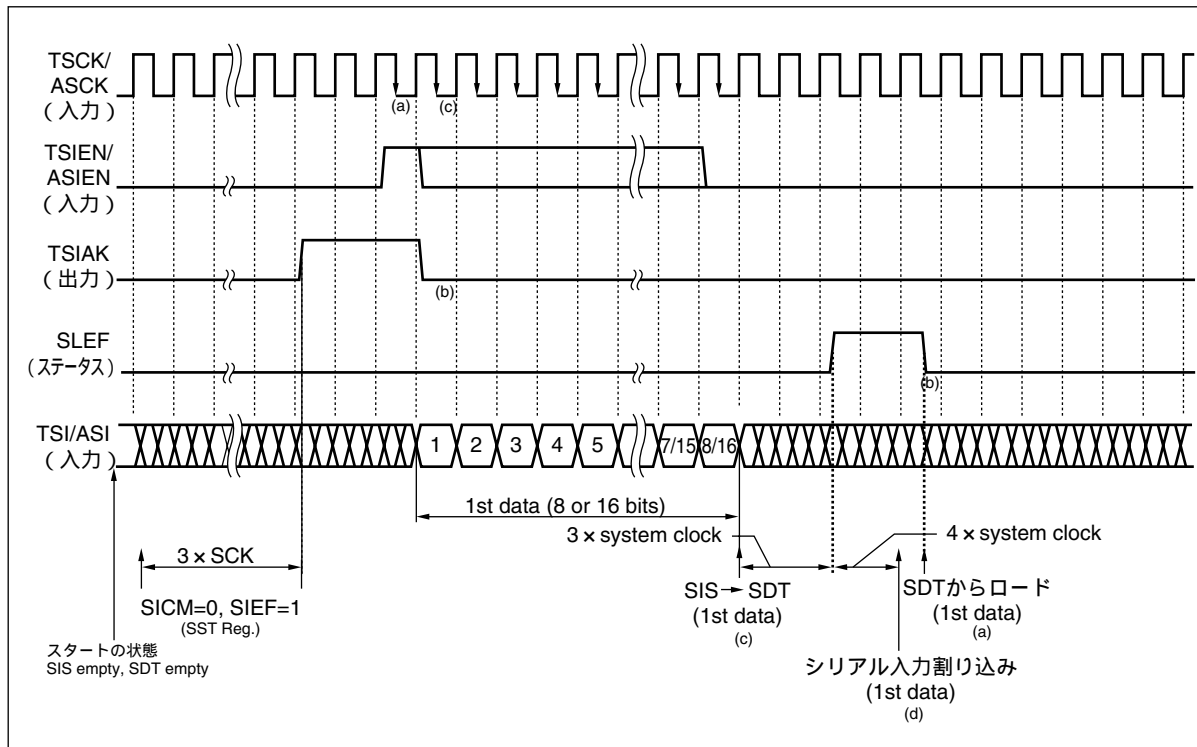 TSCK/
ASCK
(入力)
(a)
(c)
TSIEN/
ASIEN
(入力)
TSIAK
(出力)
(b)
SLEF
(ステータス)
(b)
TSI/ASI
(入力)
1 2 3 4 5 7/15 8/16
1st data (8 or 16 bits)
3 × SCK
3 × system clock
4 × system clock
SICM=0, SIEF=1
(SST Reg.)
SIS → SDT
(1st data)
(c)
SDTからロード
(1st data)
(a)
スタートの状態
SIS empty, SDT empty
シリアル入力割り込み
(1st data)
(d)